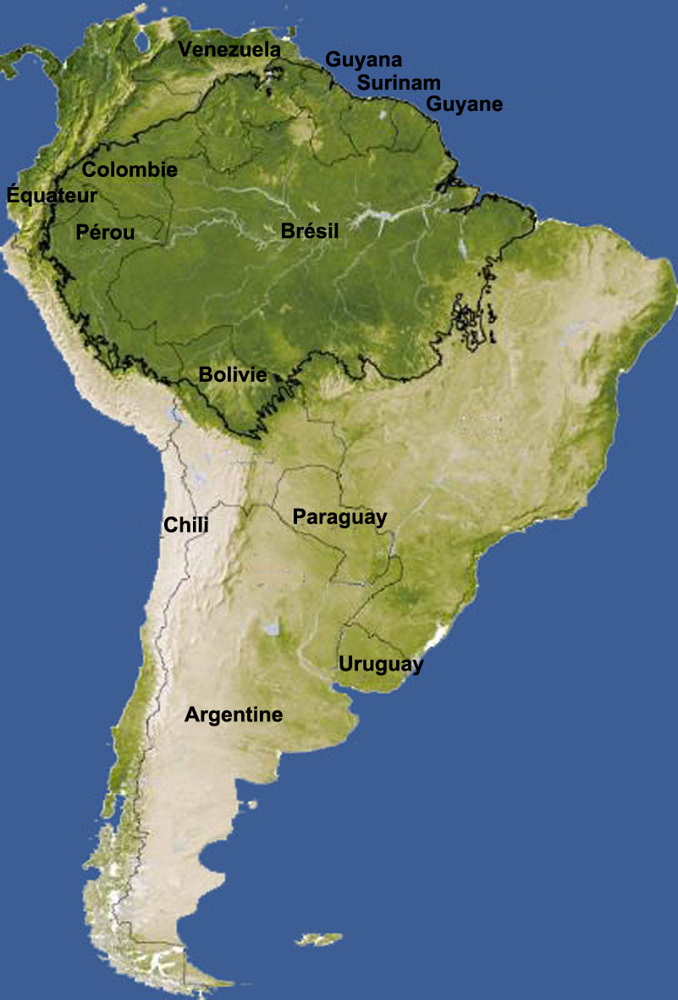 Venezuela
Guyana
Surinam
Guyane
Colombie
Équateur
Pérou
Brésil
Bolivie
Chili
Paraguay
Uruguay
Argentine